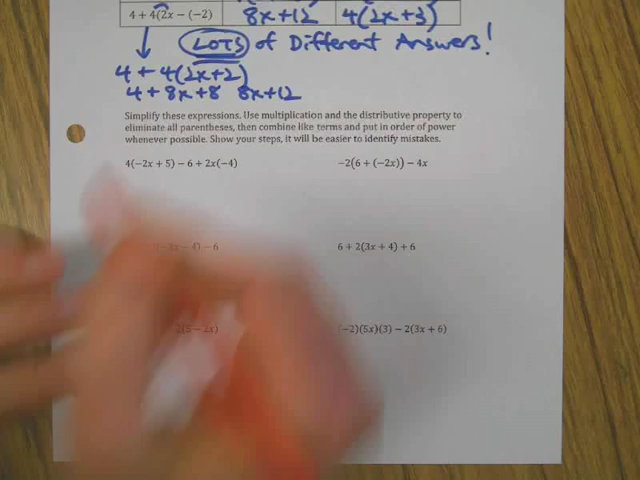 4 + 4(2x − (−2) 8x+12 4(2x+3)
LOTS of Different Answers!
4 + 4(2x+2)
4 + 8x+8 8x+12
Simplify these expressions. Use multiplication and the distributive property to
eliminate all parentheses, then combine like terms and put in order of power
whenever possible. Show your steps, it will be easier to identify mistakes.
4(−2x + 5) − 6 + 2x(−4) −2(6 + (−2x)) − 4x
− 6 6 + 2(3x + 4) + 6
2(5 − 2x) −2)(5x)(3) − 2(3x + 6)